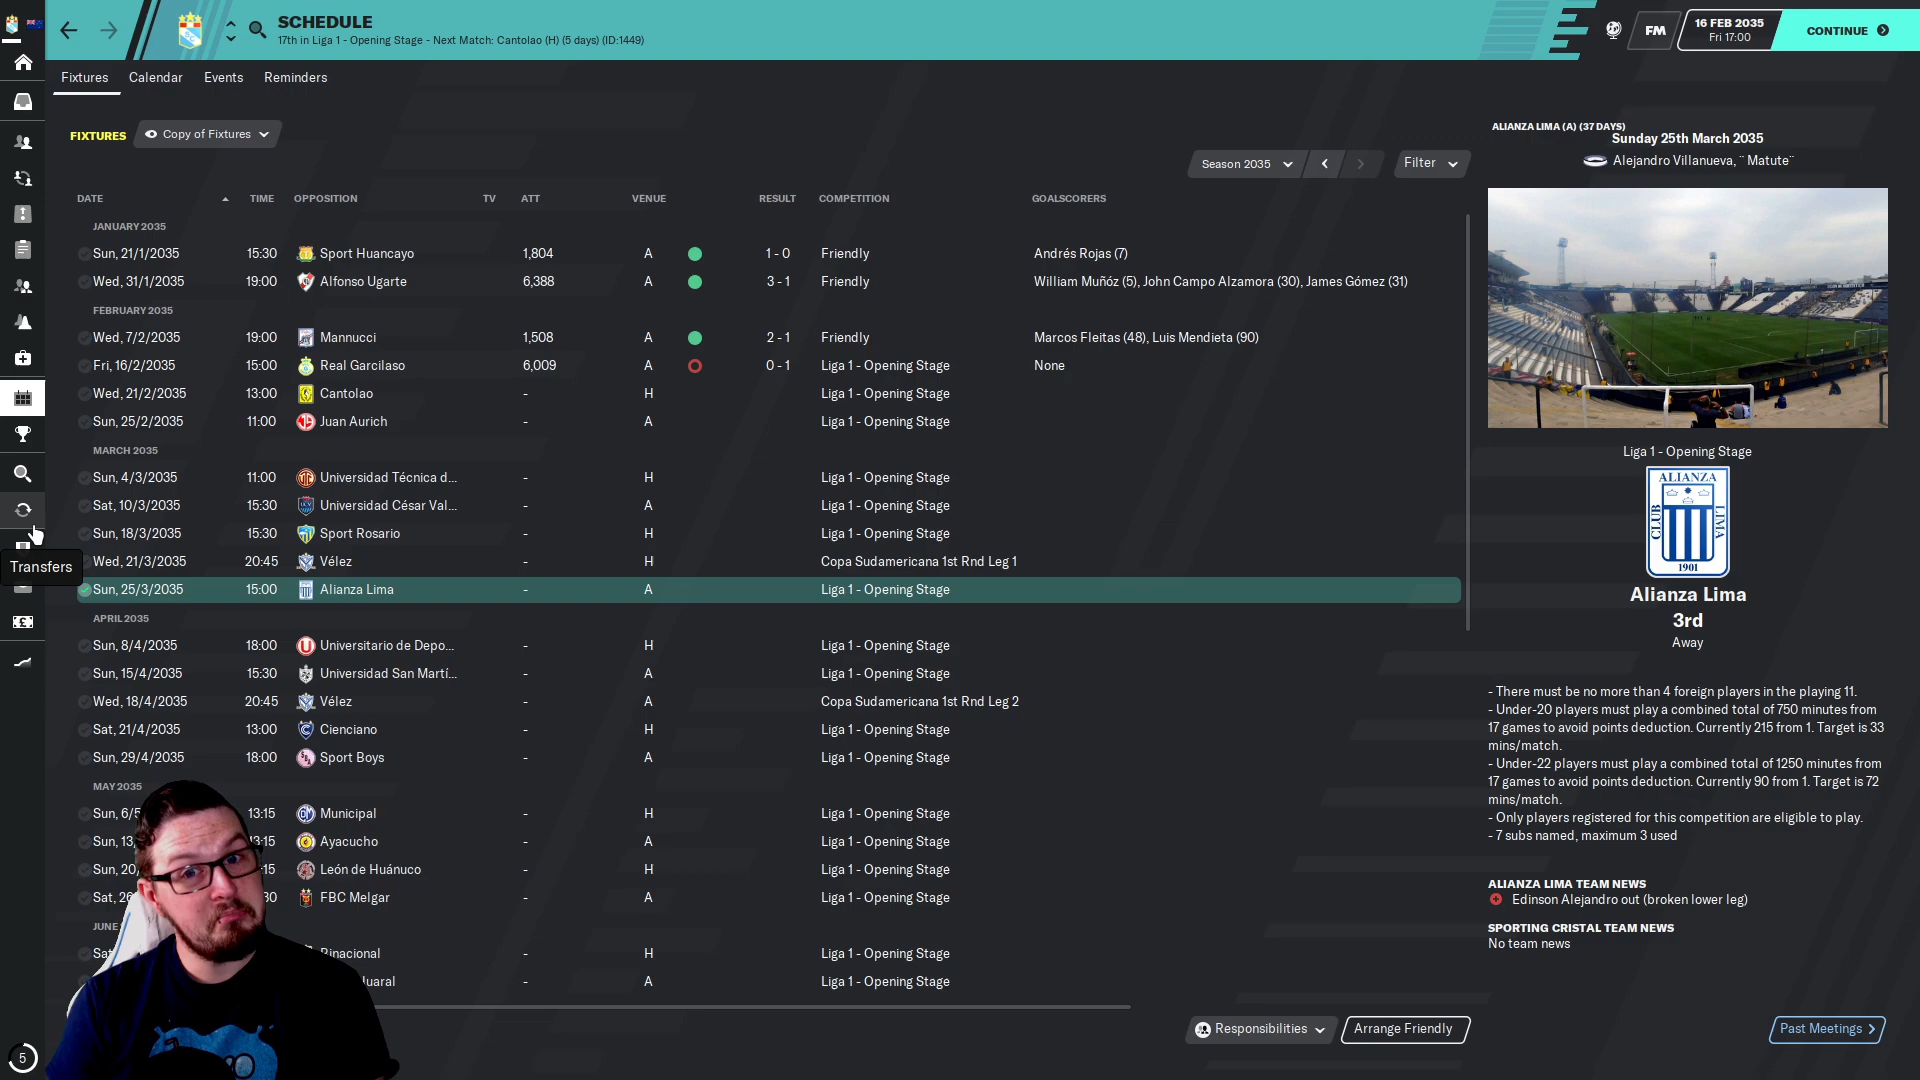 SCHEDULE
17th in Liga 1 - Opening Stage - Next Match: Cantolao (H) (5 days) (ID:1449)
FM
16 FEB 2035
Fri 17:00
CONTINUE
Fixtures
Calendar
Events
Reminders
FIXTURES
Copy of Fixtures
Season 2035
Filter
DATE TIME OPPOSITION TV ATT VENUE RESULT COMPETITION GOALSCORERS
JANUARY 2035
Sun, 21/1/2035 15:30 Sport Huancayo 1,804 A 1 - 0 Friendly Andrés Rojas (7)
Wed, 31/1/2035 19:00 Alfonso Ugarte 6,388 A 3 - 1 Friendly William Muñóz (5), John Campo Alzamora (30), James Gómez (31)
FEBRUARY 2035
Wed, 7/2/2035 19:00 Mannucci 1,508 A 2 - 1 Friendly Marcos Fleitas (48), Luis Mendieta (90)
Fri, 16/2/2035 15:00 Real Garcilaso 6,009 A 0 - 1 Liga 1 - Opening Stage None
Wed, 21/2/2035 13:00 Cantolao - H Liga 1 - Opening Stage
Sun, 25/2/2035 11:00 Juan Aurich - A Liga 1 - Opening Stage
MARCH 2035
Sun, 4/3/2035 11:00 Universidad Técnica d... - H Liga 1 - Opening Stage
Sat, 10/3/2035 15:30 Universidad César Val... - A Liga 1 - Opening Stage
Sun, 18/3/2035 15:30 Sport Rosario - H Liga 1 - Opening Stage
Wed, 21/3/2035 20:45 Vélez - H Copa Sudamericana 1st Rnd Leg 1
Sun, 25/3/2035 15:00 Alianza Lima - A Liga 1 - Opening Stage
APRIL 2035
Sun, 8/4/2035 18:00 Universitario de Depo... - H Liga 1 - Opening Stage
Sun, 15/4/2035 15:30 Universidad San Martí... - A Liga 1 - Opening Stage
Wed, 18/4/2035 20:45 Vélez - A Copa Sudamericana 1st Rnd Leg 2
Sat, 21/4/2035 13:00 Cienciano - H Liga 1 - Opening Stage
Sun, 29/4/2035 18:00 Sport Boys - A Liga 1 - Opening Stage
MAY 2035
Sun, 6/5 13:15 Municipal - H Liga 1 - Opening Stage
Sun, 13/ 13:15 Ayacucho - A Liga 1 - Opening Stage
Sun, 20/ :15 León de Huánuco - H Liga 1 - Opening Stage
Sat, 26 30 FBC Melgar - A Liga 1 - Opening Stage
JUNE
Sat, Binacional - H Liga 1 - Opening Stage
- A Liga 1 - Opening Stage
Transfers
5
Responsibilities
Arrange Friendly
ALIANZA LIMA (A) (37 DAYS)
Sunday 25th March 2035
Alejandro Villanueva, ¨ Matute¨
Liga 1 - Opening Stage
ALIANZA
CLUB
LIMA
1901
Alianza Lima
3rd
Away
- There must be no more than 4 foreign players in the playing 11.
- Under-20 players must play a combined total of 750 minutes from
17 games to avoid points deduction. Currently 215 from 1. Target is 33
mins/match.
- Under-22 players must play a combined total of 1250 minutes from
17 games to avoid points deduction. Currently 90 from 1. Target is 72
mins/match.
- Only players registered for this competition are eligible to play.
- 7 subs named, maximum 3 used
ALIANZA LIMA TEAM NEWS
Edinson Alejandro out (broken lower leg)
SPORTING CRISTAL TEAM NEWS
No team news
Past Meetings